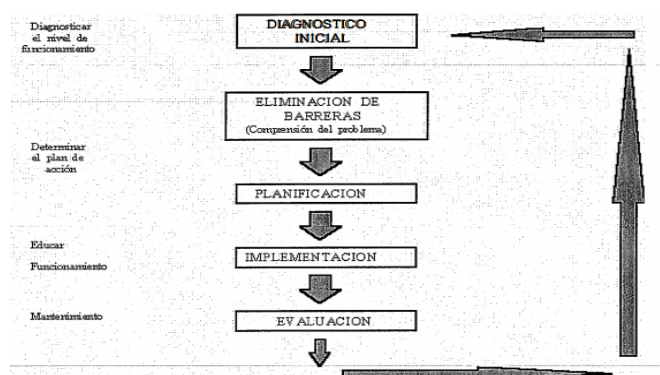 Diagnosticar
el nivel de
funcionamiento
DIAGNOSTICO
INICIAL
ELIMINACION DE
BARRERAS
(Comprensión del problema)
Determinar
el plan de
acción
PLANIFICACION
Educar
Funcionamiento
IMPLEMENTACION
Mantenimiento
EVALUACION